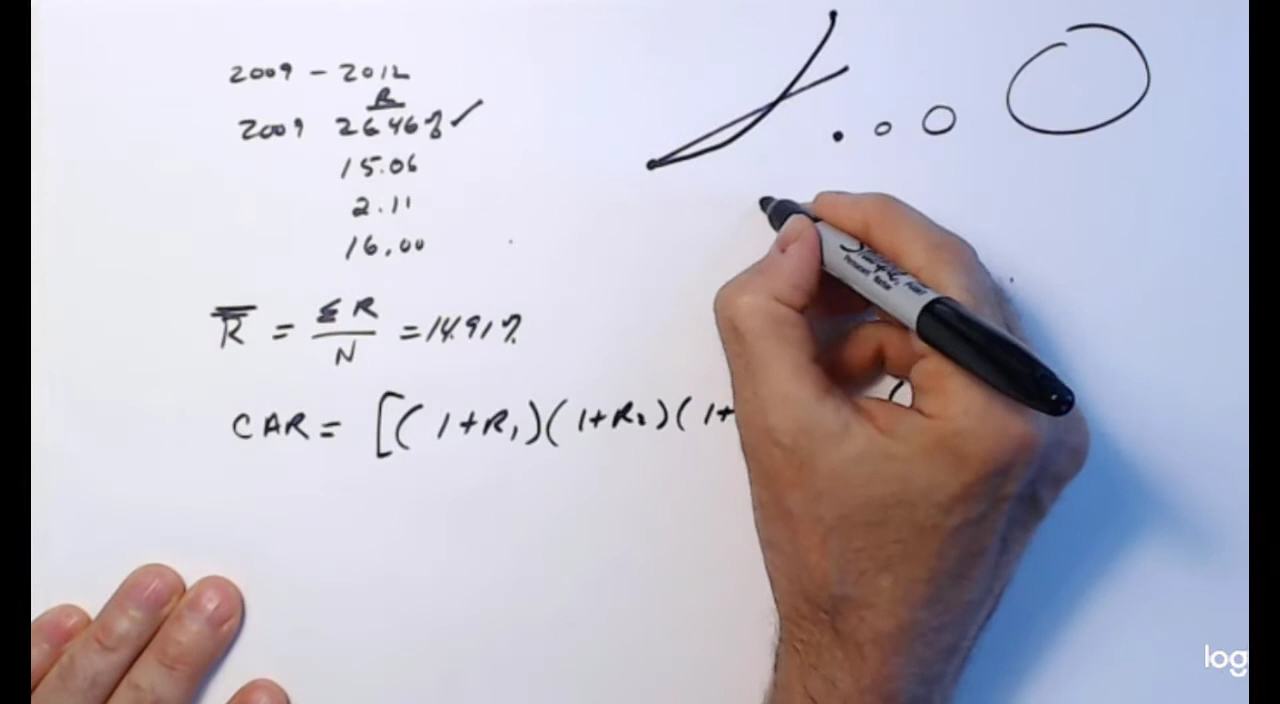 2009 - 2012
R
2009 26.46% ✓
15.06
2.11
16.00
R̅ = ΣR/N = 14.91%
CAR = [(1+R₁)(1+R₂)(1+
Sharpie
log